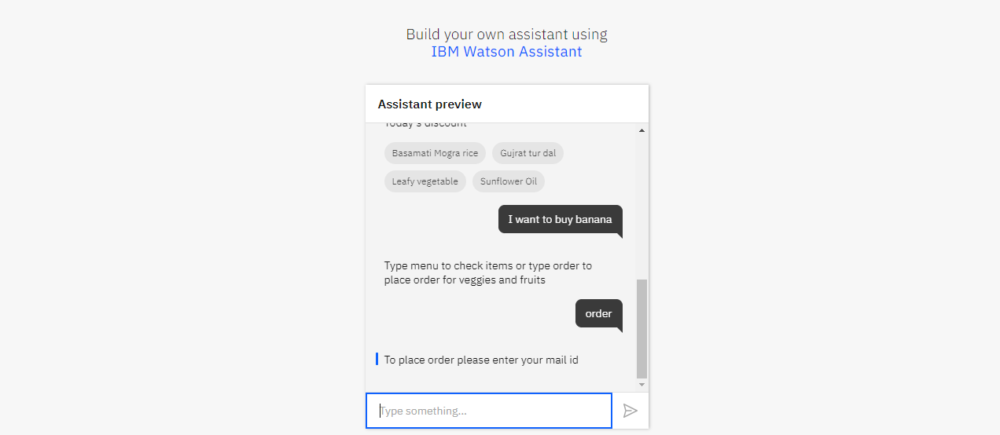 Build your own assistant using
IBM Watson Assistant
Assistant preview
Today's discount
Basamati Mogra rice
Gujrat tur dal
Leafy vegetable
Sunflower Oil
I want to buy banana
Type menu to check items or type order to
place order for veggies and fruits
order
To place order please enter your mail id
Type something...